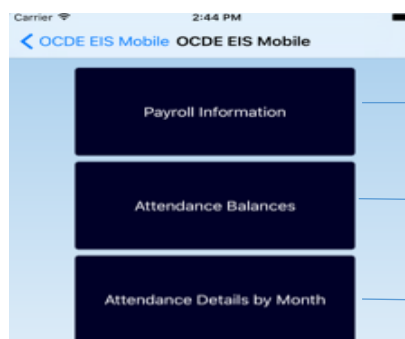 Carrier 2:44 PM
OCDE EIS Mobile OCDE EIS Mobile
Payroll Information
Attendance Balances
Attendance Details by Month